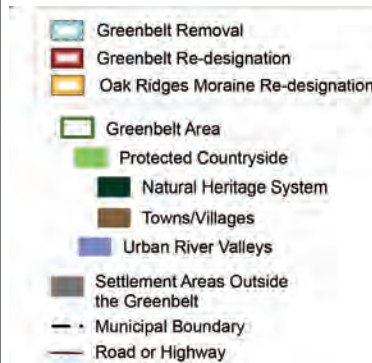 Greenbelt Removal
Greenbelt Re-designation
Oak Ridges Moraine Re-designation
Greenbelt Area
Protected Countryside
Natural Heritage System
Towns/Villages
Urban River Valleys
Settlement Areas Outside
the Greenbelt
Municipal Boundary
Road or Highway